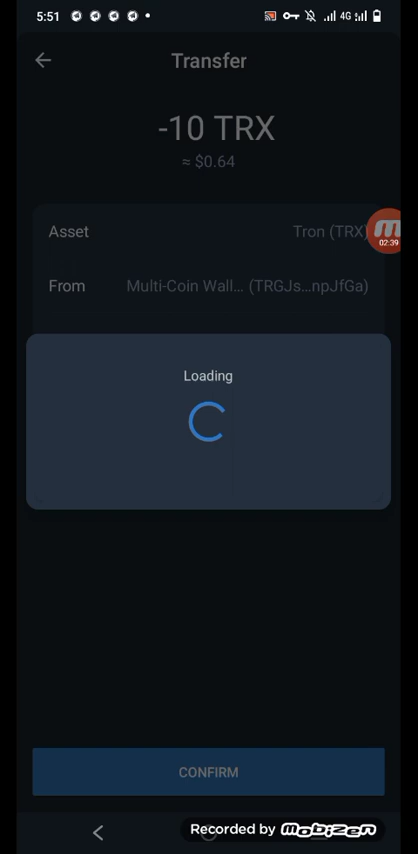 5:51
4G
Transfer
-10 TRX
≈ $0.64
Asset
Tron (TRX)
02:39
From
Multi-Coin Wall... (TRGJs...npJfGa)
Loading
CONFIRM
Recorded by mobizen